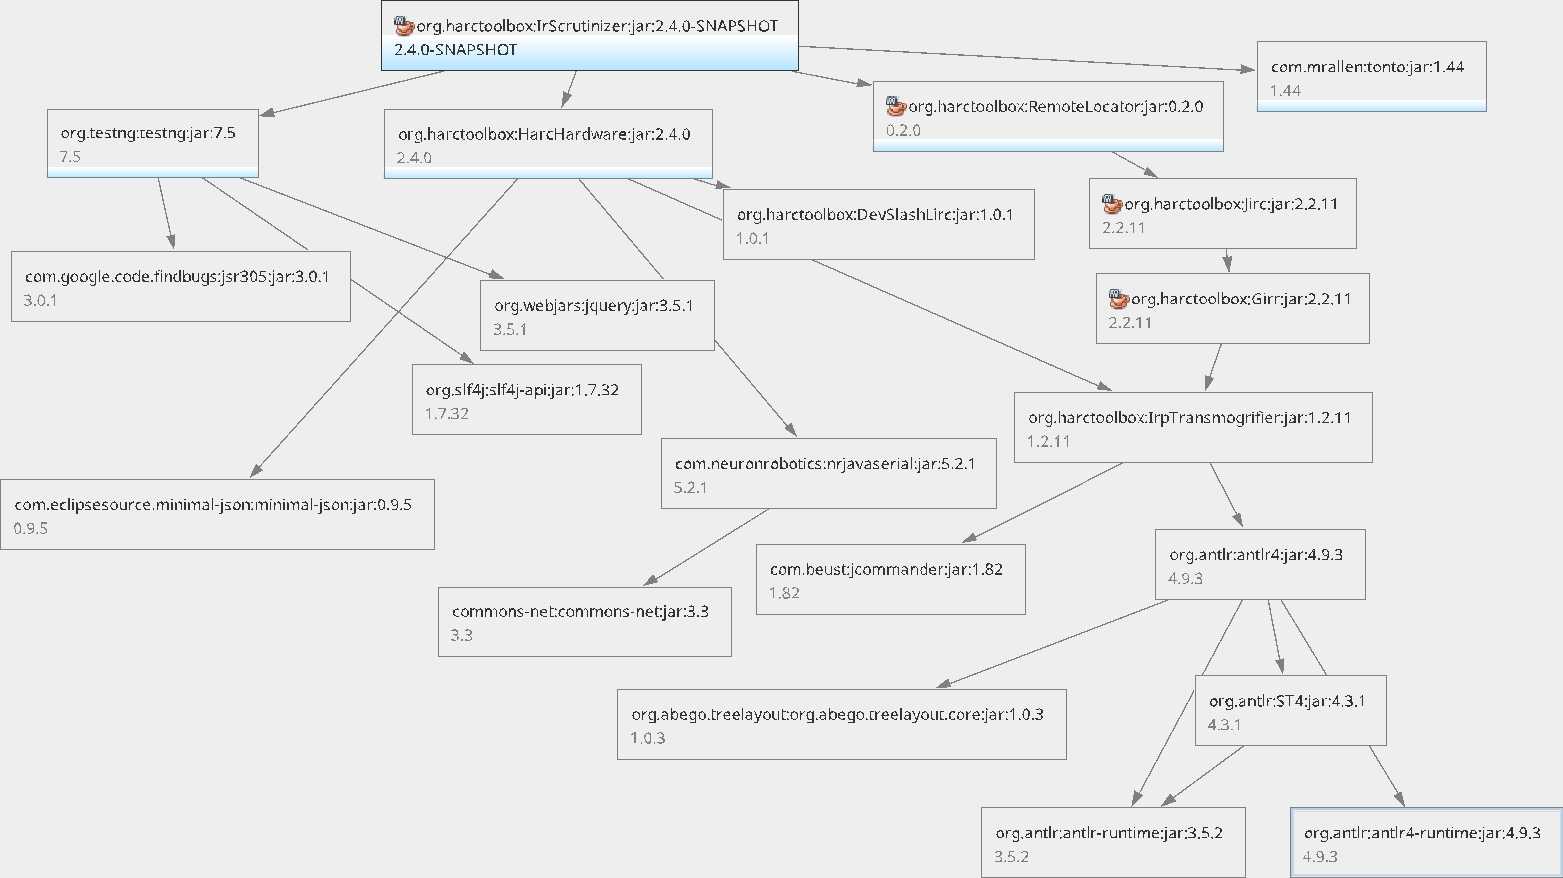 org.harctoolbox:IrScrutinizer:jar:2.4.0-SNAPSHOT
2.4.0-SNAPSHOT
com.mrallen:tonto:jar:1.44
1.44
org.harctoolbox:RemoteLocator:jar:0.2.0
0.2.0
org.testng:testng:jar:7.5
7.5
org.harctoolbox:HarcHardware:jar:2.4.0
2.4.0
org.harctoolbox:DevSlashLirc:jar:1.0.1
1.0.1
org.harctoolbox:Jirc:jar:2.2.11
2.2.11
com.google.code.findbugs:jsr305:jar:3.0.1
3.0.1
org.webjars:jquery:jar:3.5.1
3.5.1
org.harctoolbox:Girr:jar:2.2.11
2.2.11
org.slf4j:slf4j-api:jar:1.7.32
1.7.32
org.harctoolbox:IrpTransmogrifier:jar:1.2.11
1.2.11
com.neuronrobotics:nrjavaserial:jar:5.2.1
5.2.1
com.eclipsesource.minimal-json:minimal-json:jar:0.9.5
0.9.5
com.beust:jcommander:jar:1.82
1.82
org.antlr:antlr4:jar:4.9.3
4.9.3
commons-net:commons-net:jar:3.3
3.3
org.abego.treelayout:org.abego.treelayout.core:jar:1.0.3
1.0.3
org.antlr:ST4:jar:4.3.1
4.3.1
org.antlr:antlr-runtime:jar:3.5.2
3.5.2
org.antlr:antlr4-runtime:jar:4.9.3
4.9.3